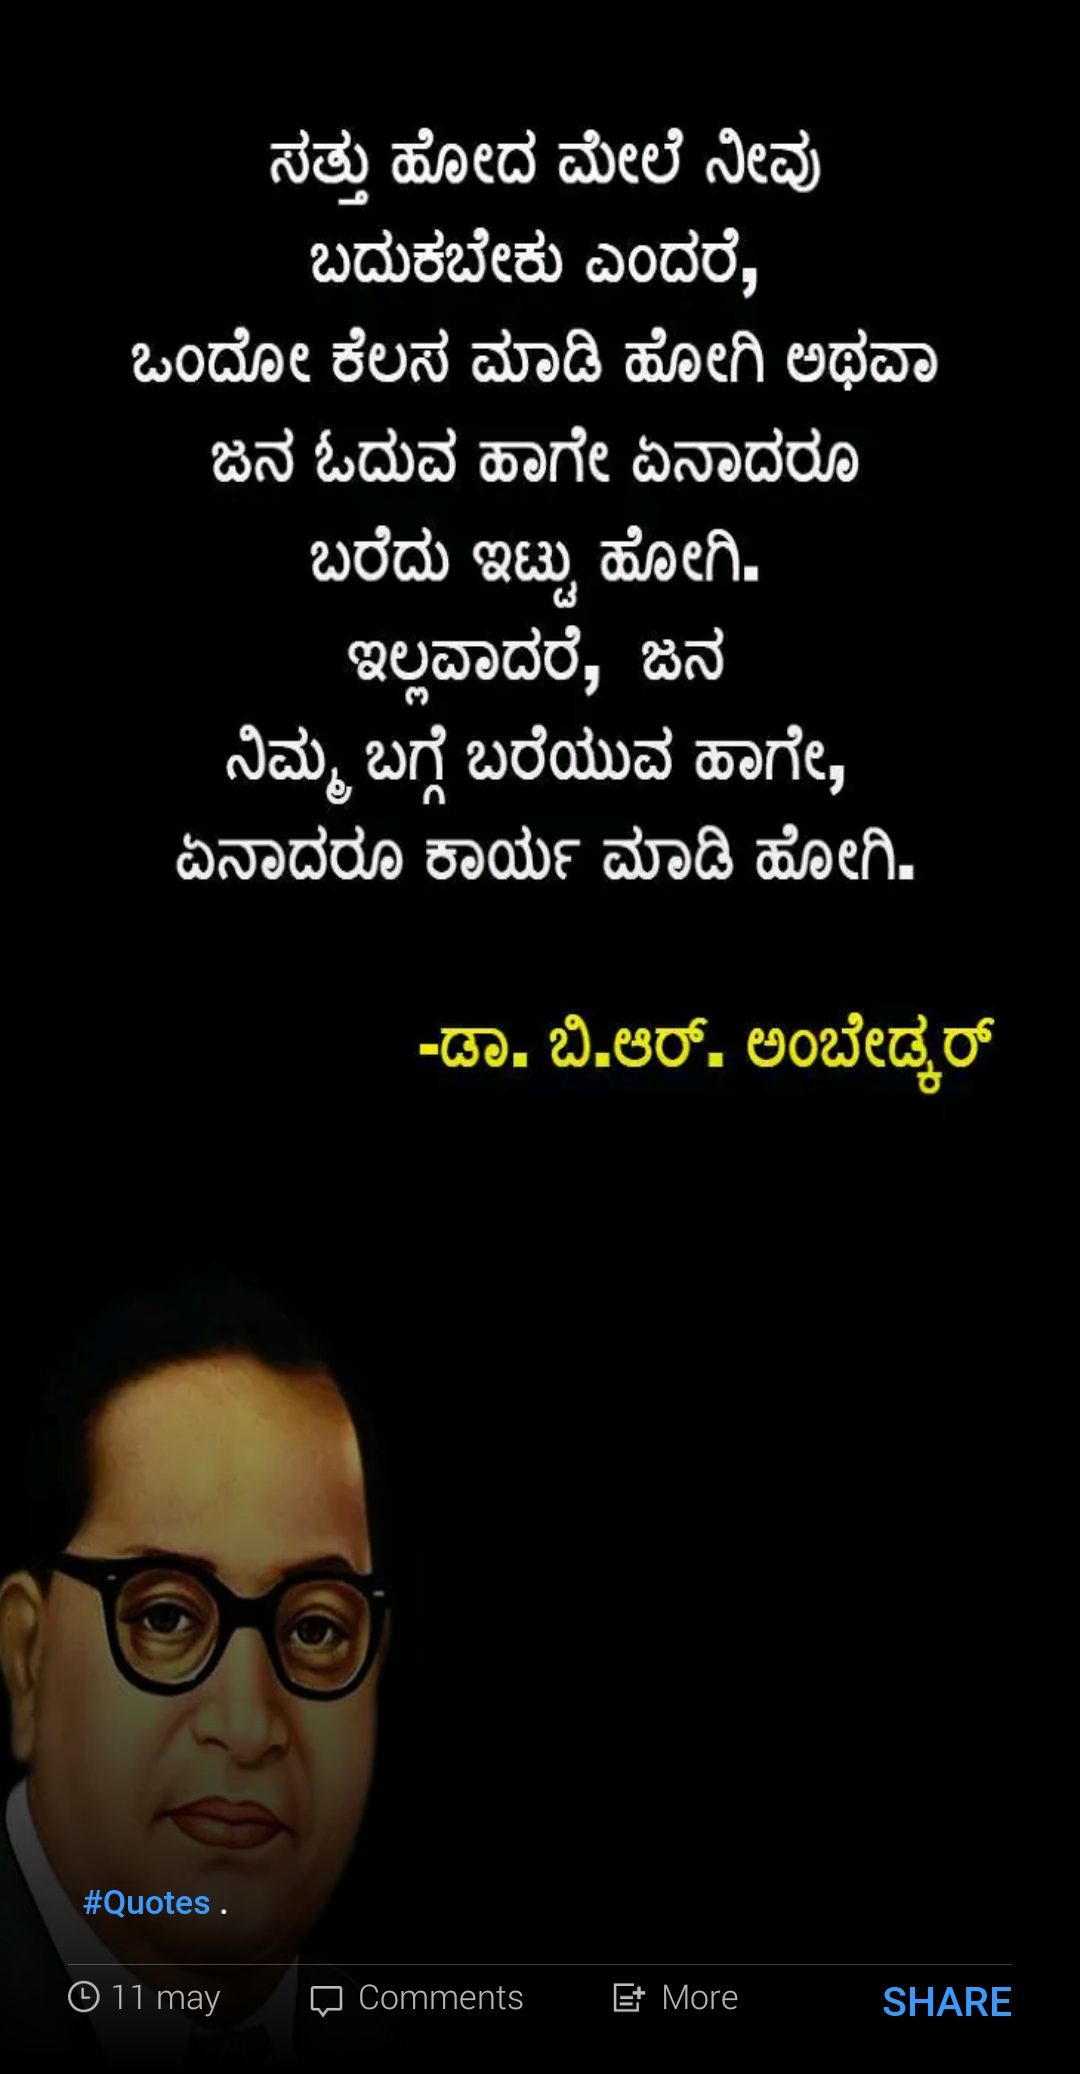 ಸತ್ತು ಹೋದ ಮೇಲೆ ನೀವು
ಬದುಕಬೇಕು ಎಂದರೆ,
ಒಂದೋ ಕೆಲಸ ಮಾಡಿ ಹೋಗಿ ಅಥವಾ
ಜನ ಓದುವ ಹಾಗೇ ಏನಾದರೂ
ಬರೆದು ಇಟ್ಟು ಹೋಗಿ.
ಇಲ್ಲವಾದರೆ, ಜನ
ನಿಮ್ಮ ಬಗ್ಗೆ ಬರೆಯುವ ಹಾಗೇ,
ಏನಾದರೂ ಕಾರ್ಯ ಮಾಡಿ ಹೋಗಿ.
-ಡಾ. ಬಿ.ಆರ್. ಅಂಬೇಡ್ಕರ್
#Quotes .
11 may Comments More SHARE